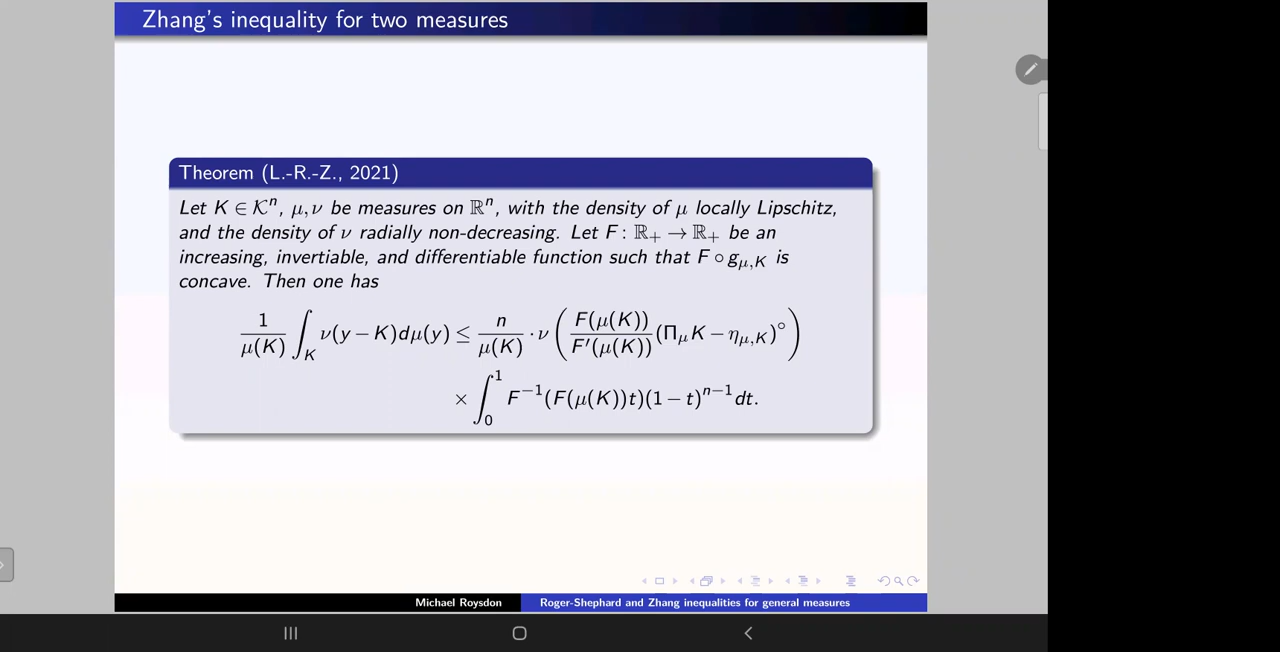 Zhang's inequality for two measures
Theorem (L.-R.-Z., 2021)
Let K ∈ 𝒦ⁿ, μ, ν be measures on ℝⁿ, with the density of μ locally Lipschitz,
and the density of ν radially non-decreasing. Let F : ℝ₊ → ℝ₊ be an
increasing, invertiable, and differentiable function such that F ∘ g_{μ,K} is
concave. Then one has
\frac{1}{μ(K)} ∫_K ν(y − K)dμ(y) ≤ \frac{n}{μ(K)} · ν ( \frac{F(μ(K))}{F′(μ(K))} (Π_μ K − η_{μ,K})° )
× ∫_0^1 F^{−1}(F(μ(K))t)(1 − t)^{n−1} dt.
Michael Roysdon
Roger-Shephard and Zhang inequalities for general measures